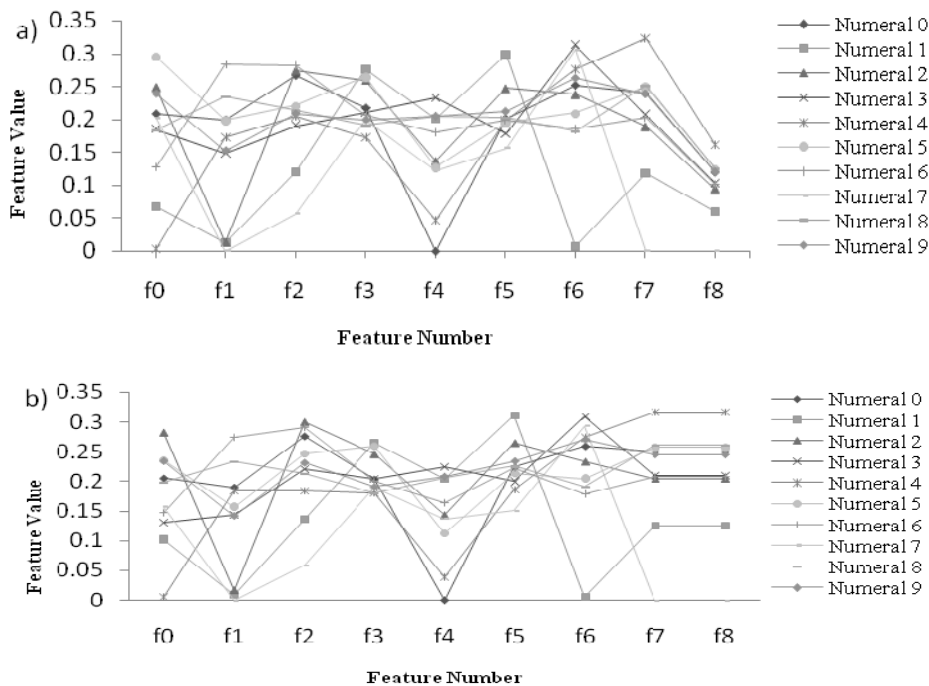 a)
Feature Value
0.35
0.3
0.25
0.2
0.15
0.1
0.05
0
f0 f1 f2 f3 f4 f5 f6 f7 f8
Feature Number
Numeral 0
Numeral 1
Numeral 2
Numeral 3
Numeral 4
Numeral 5
Numeral 6
Numeral 7
Numeral 8
Numeral 9
b)
Feature Value
0.35
0.3
0.25
0.2
0.15
0.1
0.05
0
f0 f1 f2 f3 f4 f5 f6 f7 f8
Feature Number
Numeral 0
Numeral 1
Numeral 2
Numeral 3
Numeral 4
Numeral 5
Numeral 6
Numeral 7
Numeral 8
Numeral 9